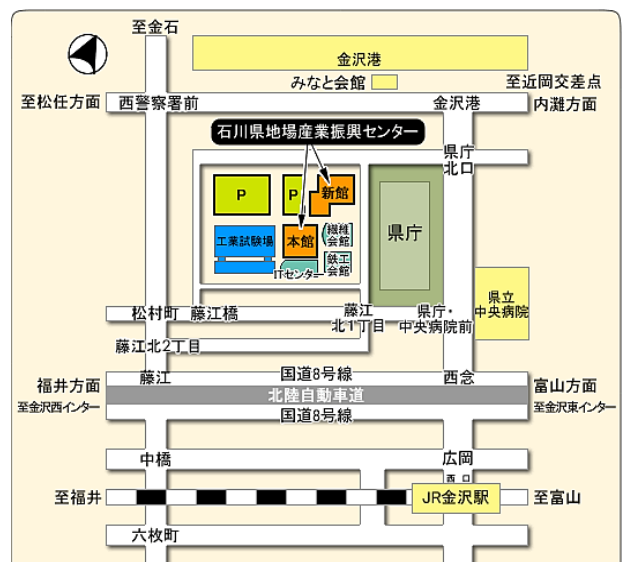 至金石
金沢港
みなと会館
至近岡交差点
至松任方面
西警察署前
金沢港
内灘方面
石川県地場産業振興センター
県庁
北口
P
P
新館
県庁
工業試験場
本館
繊維
会館
鉄工
会館
ITセンター
県立
中央病院
松村町
藤江橋
藤江
北1丁目
県庁・
中央病院前
藤江北2丁目
国道8号線
福井方面
藤江
西念
富山方面
北陸自動車道
至金沢西インター
至金沢東インター
国道8号線
中橋
広岡
西口
至福井
JR金沢駅
至富山
六枚町